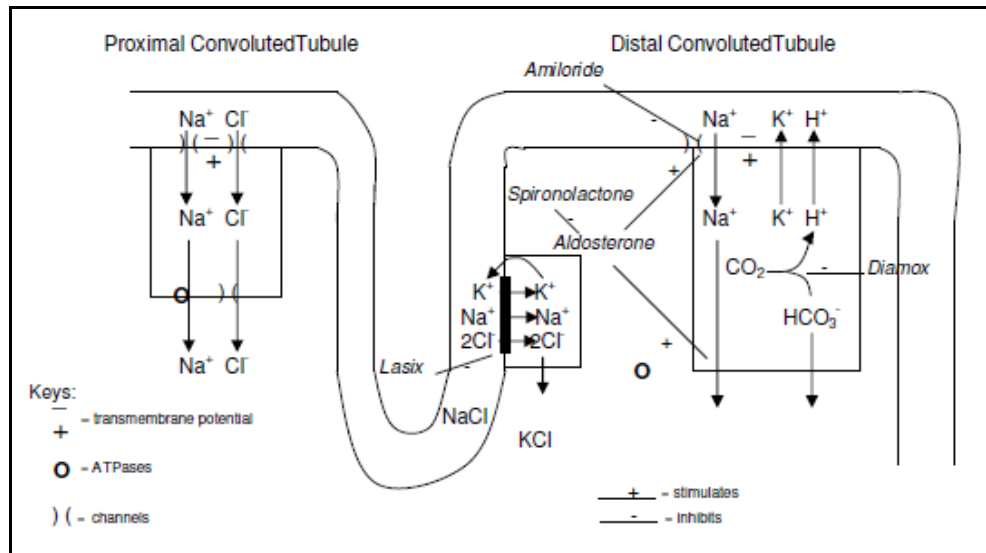 Proximal ConvolutedTubule
Distal ConvolutedTubule
Amiloride
Na⁺ Cl⁻
) ( — ) (
+
Na⁺ Cl⁻
O ) (
Na⁺ Cl⁻
-
Na⁺ K⁺ H⁺
) ( —
+ +
Spironolactone
-
Aldosterone
Na⁺ K⁺ H⁺
CO₂
- Diamox
HCO₃⁻
+
O
K⁺ K⁺
Na⁺ Na⁺
2Cl⁻ 2Cl⁻
Lasix -
NaCl
KCl
Keys:
— + = transmembrane potential
O = ATPases
) ( = channels
+ = stimulates
- = inhibits